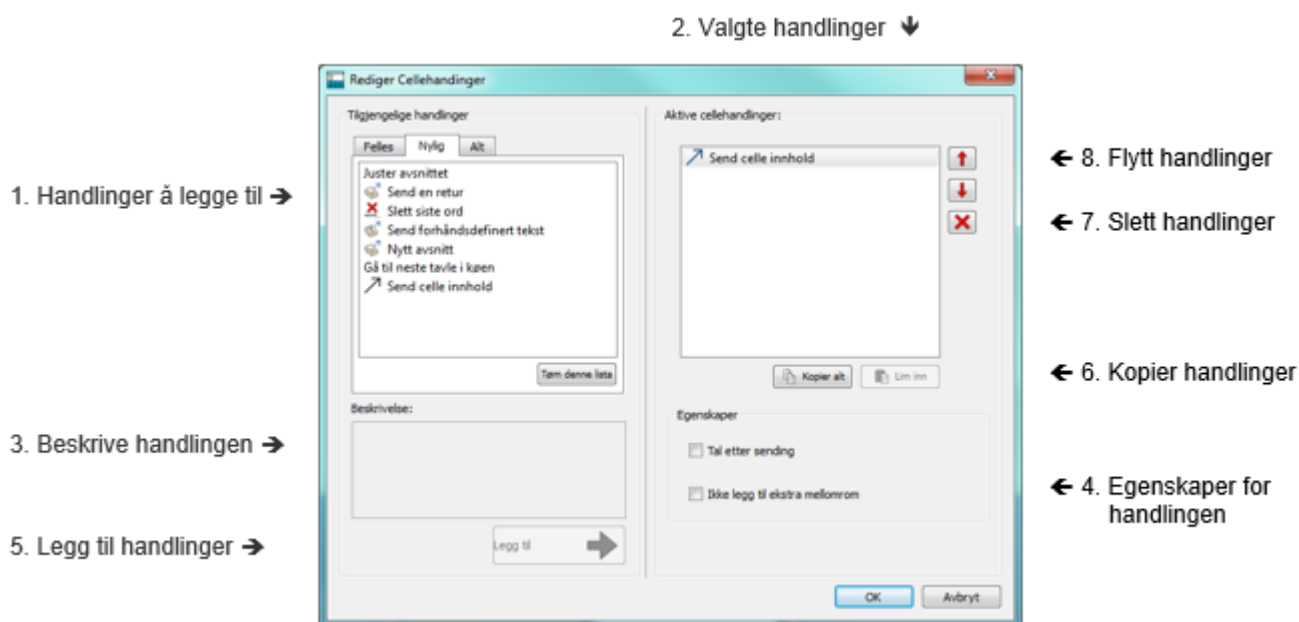 2. Valgte handlinger
Rediger Cellehandinger
Tilgjengelige handlinger
Aktive cellehandlinger:
Felles Nylig Alt
Send celle innhold
8. Flytt handlinger
Juster avsnittet
1. Handlinger å legge til
Send en retur
Slett siste ord
7. Slett handlinger
Send forhåndsdefinert tekst
Nytt avsnitt
Gå til neste tavle i køen
Send celle innhold
Tøm denne lista
Kopier alt Lim inn
6. Kopier handlinger
Beskrivelse:
Egenskaper
3. Beskrive handlingen
Tal etter sending
Ikke legg til ekstra mellomrom
4. Egenskaper for
handlingen
5. Legg til handlinger
Legg til
OK Avbryt